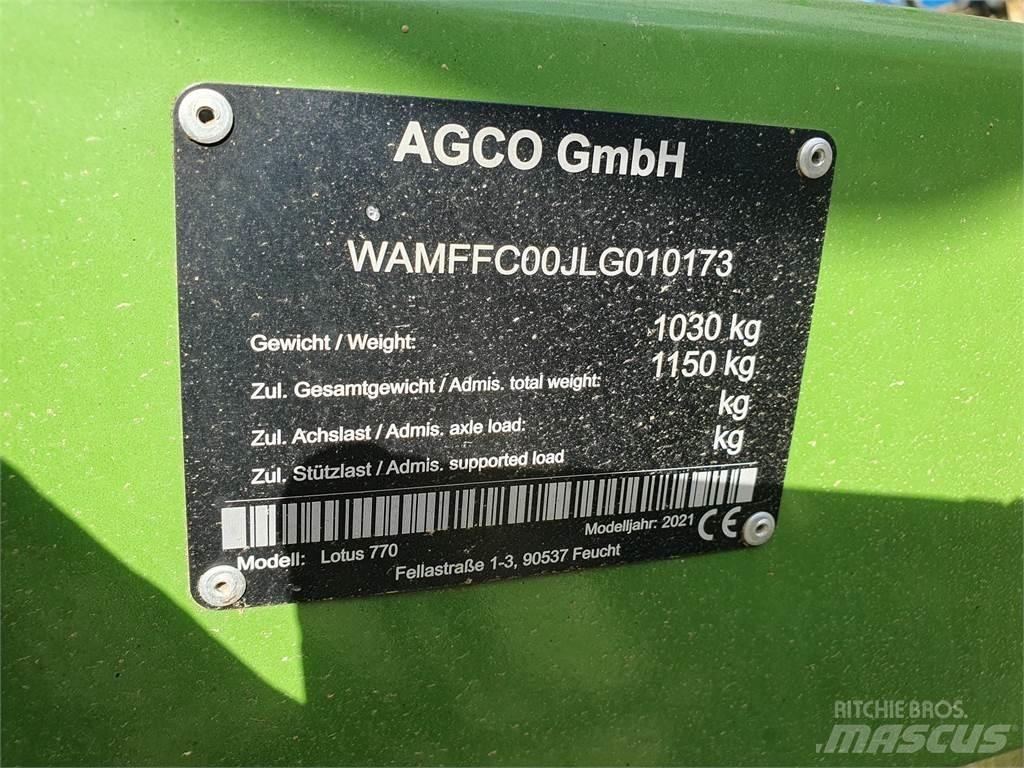 AGCO GmbH
WAMFFC00JLG010173
Gewicht / Weight: 1030 kg
Zul. Gesamtgewicht / Admis. total weight: 1150 kg
Zul. Achslast / Admis. axle load: kg
Zul. Stützlast / Admis. supported load kg
Modell: Lotus 770 Modelljahr: 2021 CE
Fellastraße 1-3, 90537 Feucht
RITCHIE BROS.
MASCUS